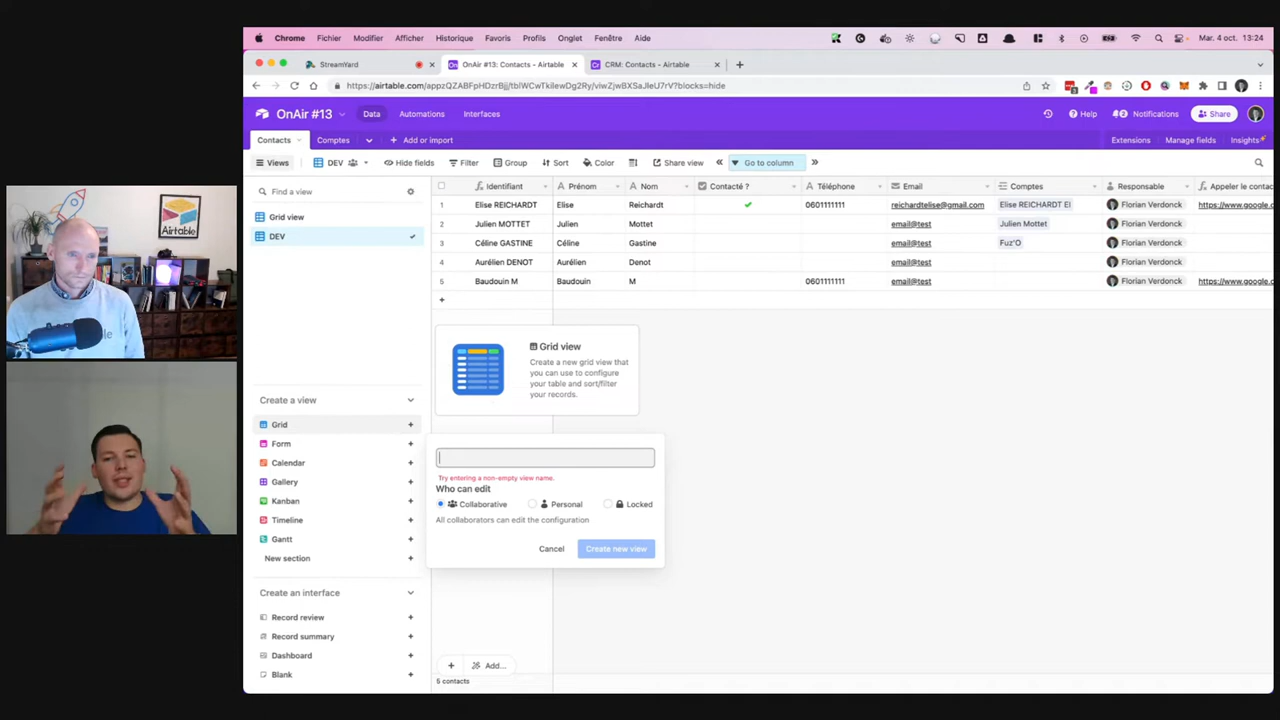 Chrome Fichier Modifier Afficher Historique Favoris Profils Onglet Fenêtre Aide Mar. 4 oct. 13:24
StreamYard OnAir #13: Contacts - Airtable CRM: Contacts - Airtable
https://airtable.com/appzQZABFpHDzrBjj/tblWCwTkilewDg2Ry/viwZjwBXSaJleU7rV?blocks=hide
OnAir #13 Data Automations Interfaces Help 2 Notifications Share
Contacts Comptes Add or import Extensions Manage fields Insights
Views DEV Hide fields Filter Group Sort Color Share view Go to column
Find a view
Identifiant Prénom Nom Contacté ? Téléphone Email Comptes Responsable Appeler le contac
1 Elise REICHARDT Elise Reichardt 0601111111 reichardtelise@gmail.com Elise REICHARDT EI Florian Verdonck https://www.google.c
2 Julien MOTTET Julien Mottet email@test Julien Mottet Florian Verdonck
3 Céline GASTINE Céline Gastine email@test Fuz'O Florian Verdonck
4 Aurélien DENOT Aurélien Denot email@test Florian Verdonck
5 Baudouin M Baudouin M 0601111111 email@test Florian Verdonck https://www.google.c
Grid view
DEV
Grid view
Create a new grid view that
you can use to configure
your table and sort/filter
your records.
Create a view
Grid
Form
Calendar
Gallery
Kanban
Timeline
Gantt
New section
Try entering a non-empty view name.
Who can edit
Collaborative Personal Locked
All collaborators can edit the configuration
Cancel Create new view
Create an interface
Record review
Record summary
Dashboard
Blank
Add...
5 contacts
Airtable